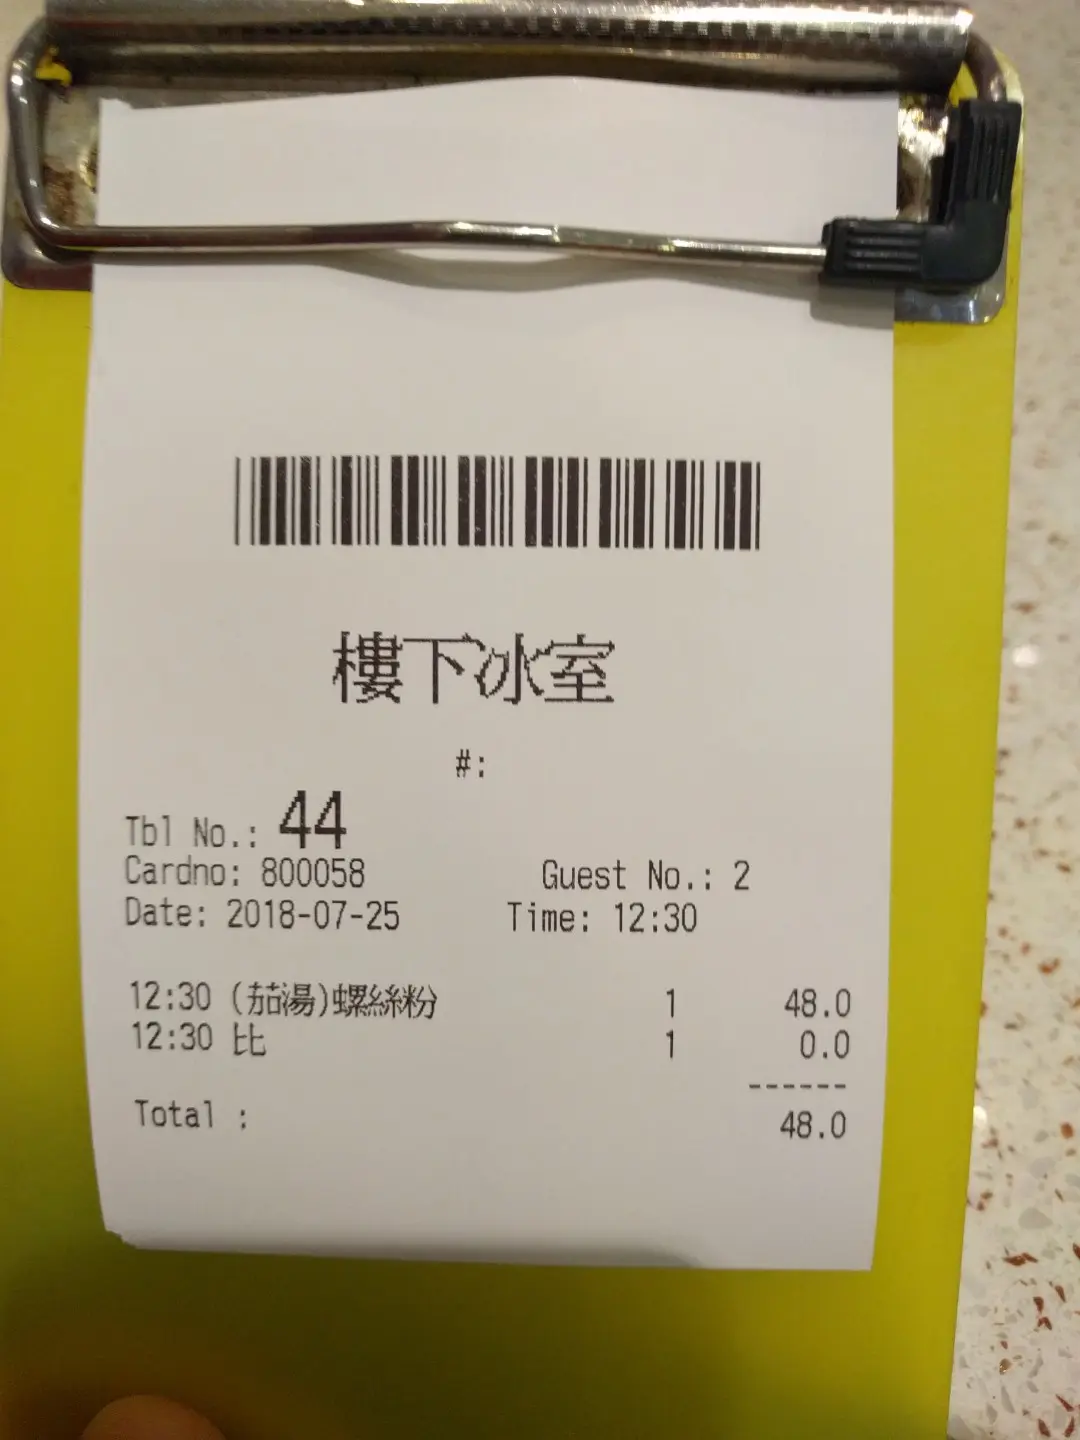 樓下冰室
#:
Tbl No.: 44
Cardno: 800058 Guest No.: 2
Date: 2018-07-25 Time: 12:30
12:30 (茄湯)螺絲粉 1 48.0
12:30 比 1 0.0
------
Total : 48.0